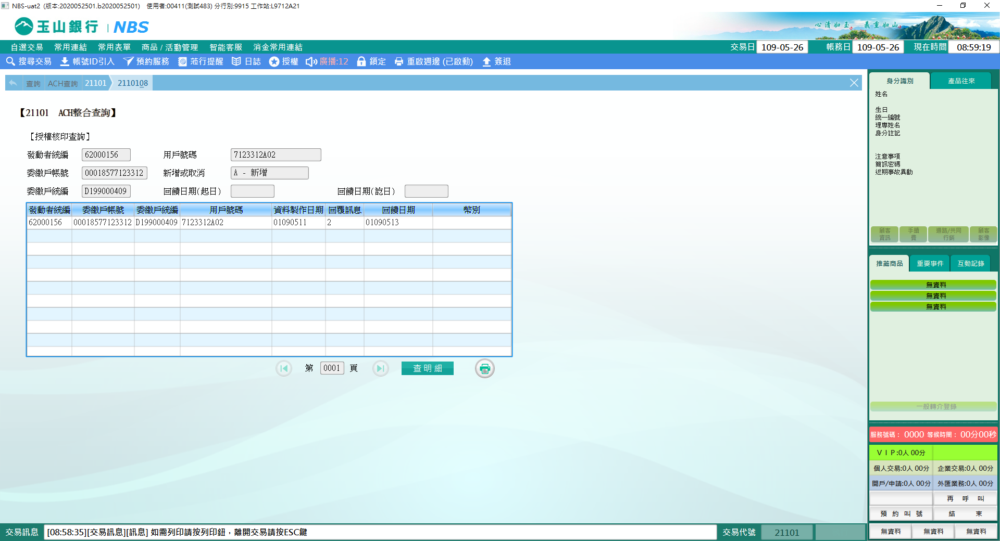 NBS-uat2 (版本:2020052501.b2020052501) 使用者:00411(測試483) 分行別:9915 工作站:L9712A21
玉山銀行 | NBS
心清如玉 義重如山
自選交易 常用連結 常用表單 商品 / 活動管理 智能客服 消金常用連結 交易日 109-05-26 帳務日 109-05-26 現在時間 08:59:19
搜尋交易 帳號ID引入 預約服務 蒞行提醒 日誌 授權 廣播:12 鎖定 重啟週邊 (已啟動) 簽退
查詢 ACH查詢 21101 2110108
【21101 ACH整合查詢】
【授權核印查詢】
發動者統編 62000156 用戶號碼 7123312A02
委繳戶帳號 00018577123312 新增或取消 A - 新增
委繳戶統編 D199000409 回饋日期(起日) 回饋日期(訖日)
發動者統編 委繳戶帳號 委繳戶統編 用戶號碼 資料製作日期 回覆訊息 回饋日期 幣別
62000156 00018577123312 D199000409 7123312A02 01090511 2 01090513
第 0001 頁 查明細
身分識別 產品往來
姓名
生日
統一編號
理專姓名
身分註記
注意事項
簡訊密碼
近期事故異動
顧客資訊 手續費 通路/共同行銷 顧客影像
推薦商品 重要事件 互動記錄
無資料
無資料
無資料
一般轉介登錄
服務號碼： 0000 等候時間： 00分00秒
ＶＩＰ:0人 00分
個人交易:0人 00分 企業交易:0人 00分
開戶/申請:0人 00分 外匯業務:0人 00分
再 呼 叫
預 約 叫 號 結 束
無資料 無資料 無資料
交易訊息 [08:58:35][交易訊息][訊息] 如需列印請按列印鈕，離開交易請按ESC鍵 交易代號 21101